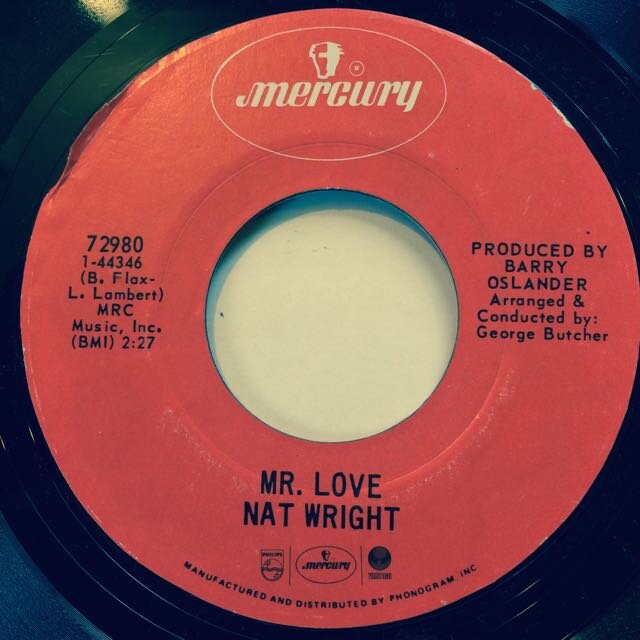 mercury
72980
1-44346
(B. Flax-
L. Lambert)
MRC
Music, Inc.
(BMI) 2:27
PRODUCED BY
BARRY
OSLANDER
Arranged &
Conducted by:
George Butcher
MR. LOVE
NAT WRIGHT
PHILIPS
mercury
MANUFACTURED AND DISTRIBUTED BY PHONOGRAM, INC